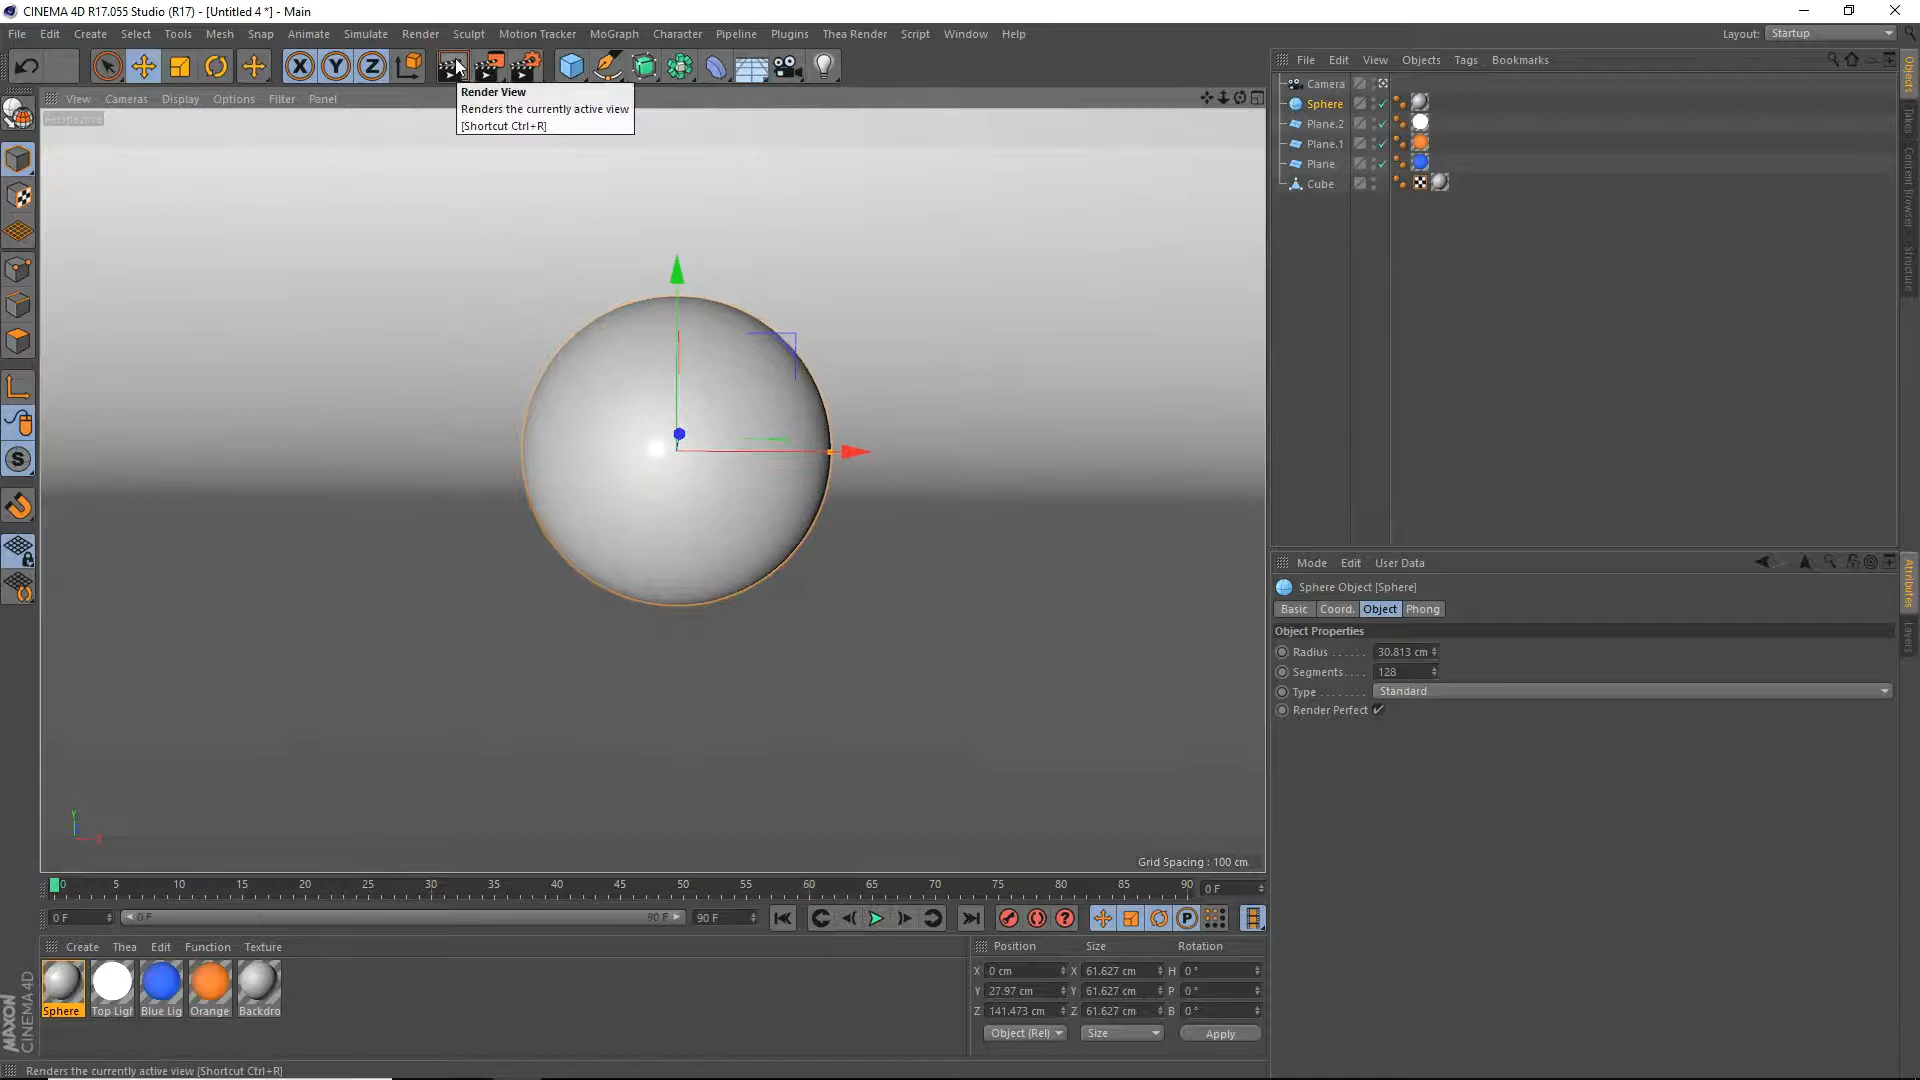 CINEMA 4D R17.055 Studio (R17) - [Untitled 4 *] - Main
File Edit Create Select Tools Mesh Snap Animate Simulate Render Sculpt Motion Tracker MoGraph Character Pipeline Plugins Thea Render Script Window Help
Layout: Startup
X Y Z
View Cameras Display Options Filter Panel
Perspective
Render View
Renders the currently active view
[Shortcut Ctrl+R]
File Edit View Objects Tags Bookmarks
Camera
Sphere
Plane.2
Plane.1
Plane
Cube
Objects
Takes
Content Browser
Structure
Mode Edit User Data
Sphere Object [Sphere]
Basic Coord. Object Phong
Object Properties
Radius 30.813 cm
Segments 128
Type Standard
Render Perfect
Attributes
Layers
Y
X
Grid Spacing : 100 cm
0 5 10 15 20 25 30 35 40 45 50 55 60 65 70 75 80 85 90 0 F
0 F 0 F 90 F 90 F
Create Thea Edit Function Texture
Sphere Top Ligh Blue Lig Orange Backdro
Position Size Rotation
X 0 cm X 61.627 cm H 0 °
Y 27.97 cm Y 61.627 cm P 0 °
Z 141.473 cm Z 61.627 cm B 0 °
Object (Rel) Size Apply
MAXON
CINEMA 4D
Renders the currently active view [Shortcut Ctrl+R]